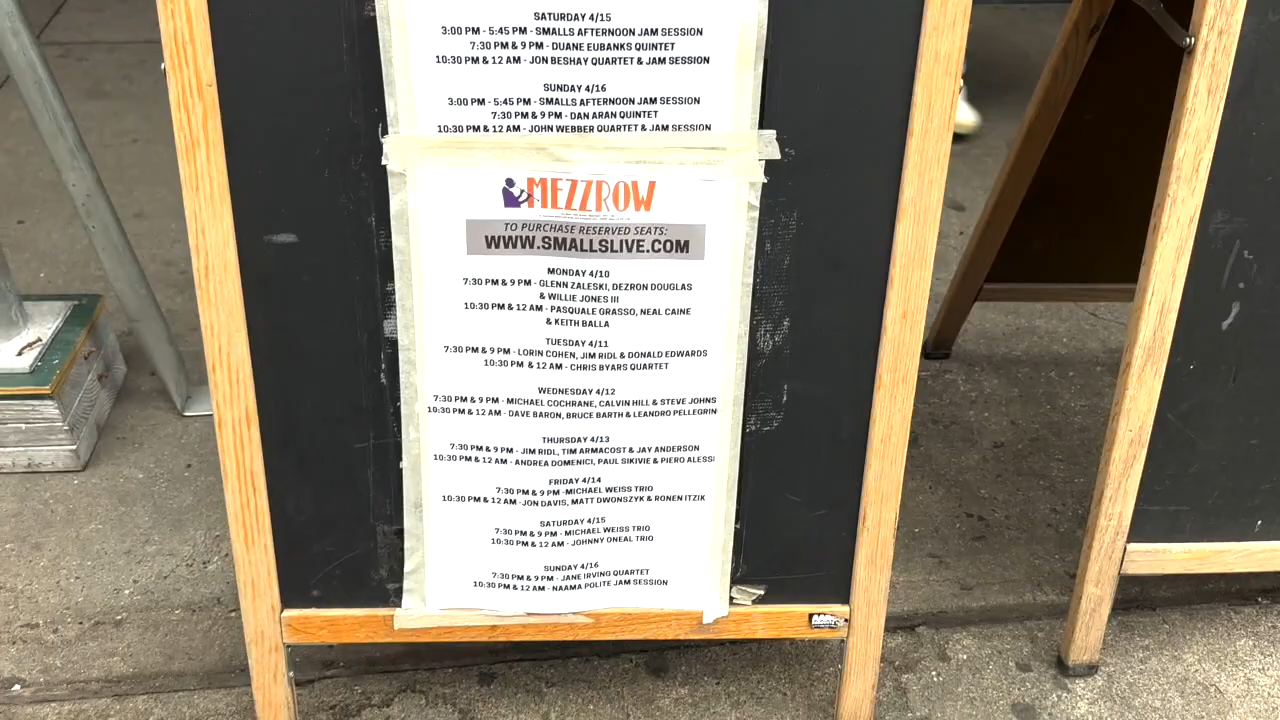 SATURDAY 4/15
3:00 PM - 5:45 PM - SMALLS AFTERNOON JAM SESSION
7:30 PM & 9 PM - DUANE EUBANKS QUINTET
10:30 PM & 12 AM - JON BESHAY QUARTET & JAM SESSION
SUNDAY 4/16
3:00 PM - 5:45 PM - SMALLS AFTERNOON JAM SESSION
7:30 PM & 9 PM - DAN ARAN QUINTET
10:30 PM & 12 AM - JOHN WEBBER QUARTET & JAM SESSION
MEZZROW
TO PURCHASE RESERVED SEATS:
WWW.SMALLSLIVE.COM
MONDAY 4/10
7:30 PM & 9 PM - GLENN ZALESKI, DEZRON DOUGLAS
& WILLIE JONES III
10:30 PM & 12 AM - PASQUALE GRASSO, NEAL CAINE
& KEITH BALLA
TUESDAY 4/11
7:30 PM & 9 PM - LORIN COHEN, JIM RIDL & DONALD EDWARDS
10:30 PM & 12 AM - CHRIS BYARS QUARTET
WEDNESDAY 4/12
7:30 PM & 9 PM - MICHAEL COCHRANE, CALVIN HILL & STEVE JOHNS
10:30 PM & 12 AM - DAVE BARON, BRUCE BARTH & LEANDRO PELLEGRIN
THURSDAY 4/13
7:30 PM & 9 PM - JIM RIDL, TIM ARMACOST & JAY ANDERSON
10:30 PM & 12 AM - ANDREA DOMENICI, PAUL SIKIVIE & PIERO ALESSI
FRIDAY 4/14
7:30 PM & 9 PM -MICHAEL WEISS TRIO
10:30 PM & 12 AM -JON DAVIS, MATT DWONSZYK & RONEN ITZIK
SATURDAY 4/15
7:30 PM & 9 PM - MICHAEL WEISS TRIO
10:30 PM & 12 AM - JOHNNY ONEAL TRIO
SUNDAY 4/16
7:30 PM & 9 PM - JANE IRVING QUARTET
10:30 PM & 12 AM - NAAMA POLITE JAM SESSION